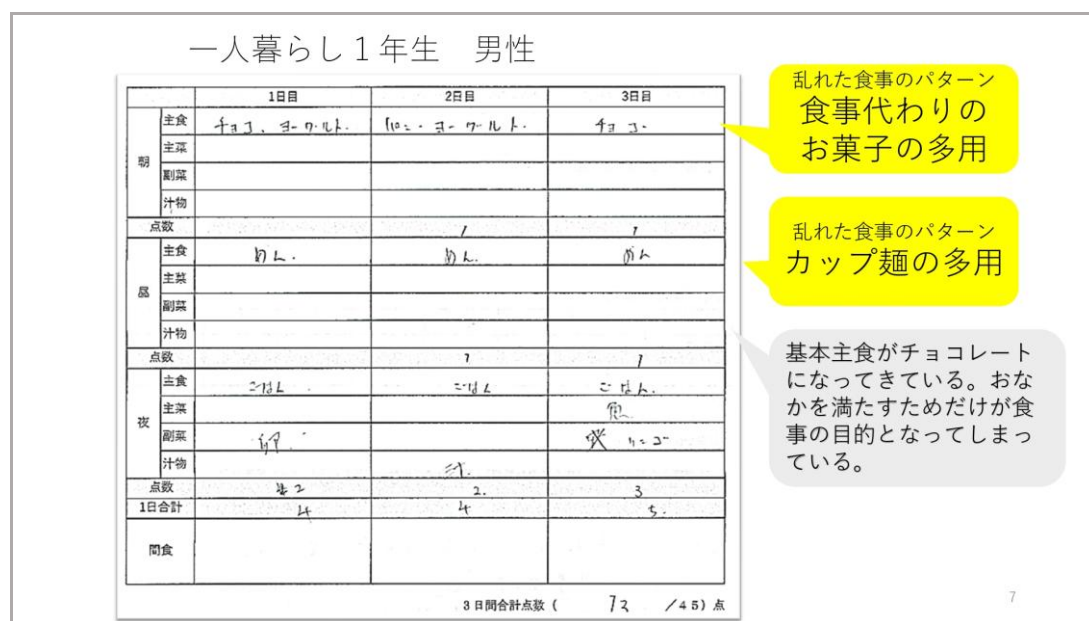 一人暮らし１年生　男性
1日目 2日目 3日目
朝
主食 チョコ、ヨーグルト. ヨーグルト. チョコ.
主菜
副菜
汁物
点数 1 1
昼
主食 めん. めん. めん
主菜
副菜
汁物
点数 1 1
夜
主食 ごはん. ごはん ごはん.
主菜 魚
副菜 卵.
汁物 汁.
点数 2 2. 3
1日合計 4 4 5.
間食
3日間合計点数 ( /45) 点
乱れた食事のパターン
食事代わりの
お菓子の多用
乱れた食事のパターン
カップ麺の多用
基本主食がチョコレート
になってきている。おな
かを満たすためだけが食
事の目的となってしまっ
ている。
7